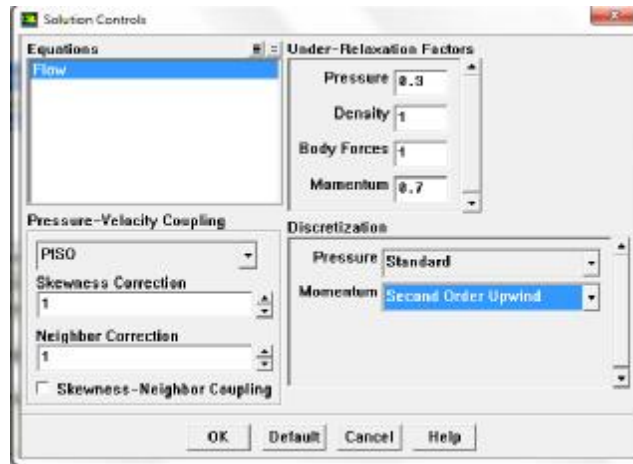 Solution Controls
Equations
Flow
Under-Relaxation Factors
Pressure 0.3
Density 1
Body Forces 1
Momentum 0.7
Pressure-Velocity Coupling
PISO
Skewness Correction
1
Neighbor Correction
1
Skewness-Neighbor Coupling
Discretization
Pressure Standard
Momentum Second Order Upwind
OK Default Cancel Help